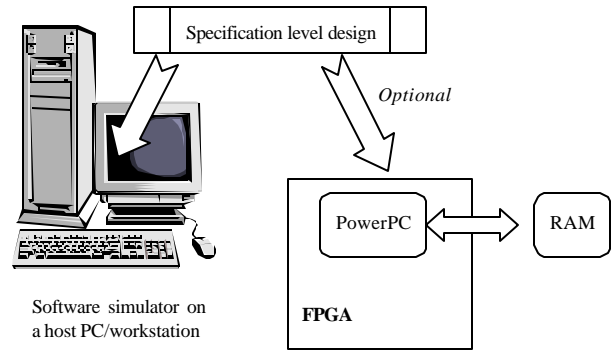 Specification level design
Optional
PowerPC
RAM
FPGA
Software simulator on
a host PC/workstation